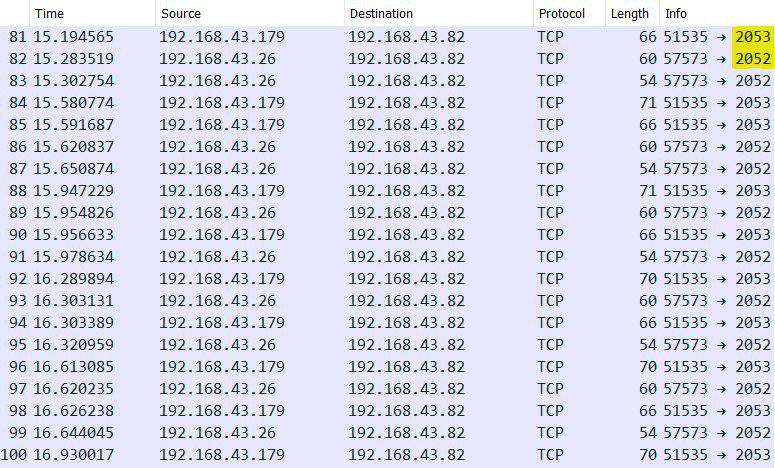 Time Source Destination Protocol Length Info
81 15.194565 192.168.43.179 192.168.43.82 TCP 66 51535 → 2053
82 15.283519 192.168.43.26 192.168.43.82 TCP 60 57573 → 2052
83 15.302754 192.168.43.26 192.168.43.82 TCP 54 57573 → 2052
84 15.580774 192.168.43.179 192.168.43.82 TCP 71 51535 → 2053
85 15.591687 192.168.43.179 192.168.43.82 TCP 66 51535 → 2053
86 15.620837 192.168.43.26 192.168.43.82 TCP 60 57573 → 2052
87 15.650874 192.168.43.26 192.168.43.82 TCP 54 57573 → 2052
88 15.947229 192.168.43.179 192.168.43.82 TCP 71 51535 → 2053
89 15.954826 192.168.43.26 192.168.43.82 TCP 60 57573 → 2052
90 15.956633 192.168.43.179 192.168.43.82 TCP 66 51535 → 2053
91 15.978634 192.168.43.26 192.168.43.82 TCP 54 57573 → 2052
92 16.289894 192.168.43.179 192.168.43.82 TCP 70 51535 → 2053
93 16.303131 192.168.43.26 192.168.43.82 TCP 60 57573 → 2052
94 16.303389 192.168.43.179 192.168.43.82 TCP 66 51535 → 2053
95 16.320959 192.168.43.26 192.168.43.82 TCP 54 57573 → 2052
96 16.613085 192.168.43.179 192.168.43.82 TCP 70 51535 → 2053
97 16.620235 192.168.43.26 192.168.43.82 TCP 60 57573 → 2052
98 16.626238 192.168.43.179 192.168.43.82 TCP 66 51535 → 2053
99 16.644045 192.168.43.26 192.168.43.82 TCP 54 57573 → 2052
100 16.930017 192.168.43.179 192.168.43.82 TCP 70 51535 → 2053